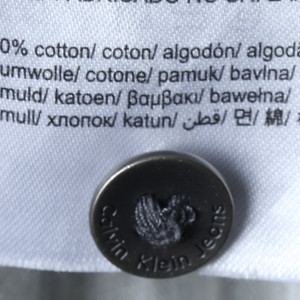 0% cotton/ coton/ algodón/ algodã
umwolle/ cotone/ pamuk/ bavlna/
muld/ katoen/ βαμβακι/ bawełna/
mull/ хлопок/ katun/ قطن/ 면/ 綿/
Calvin Klein Jeans